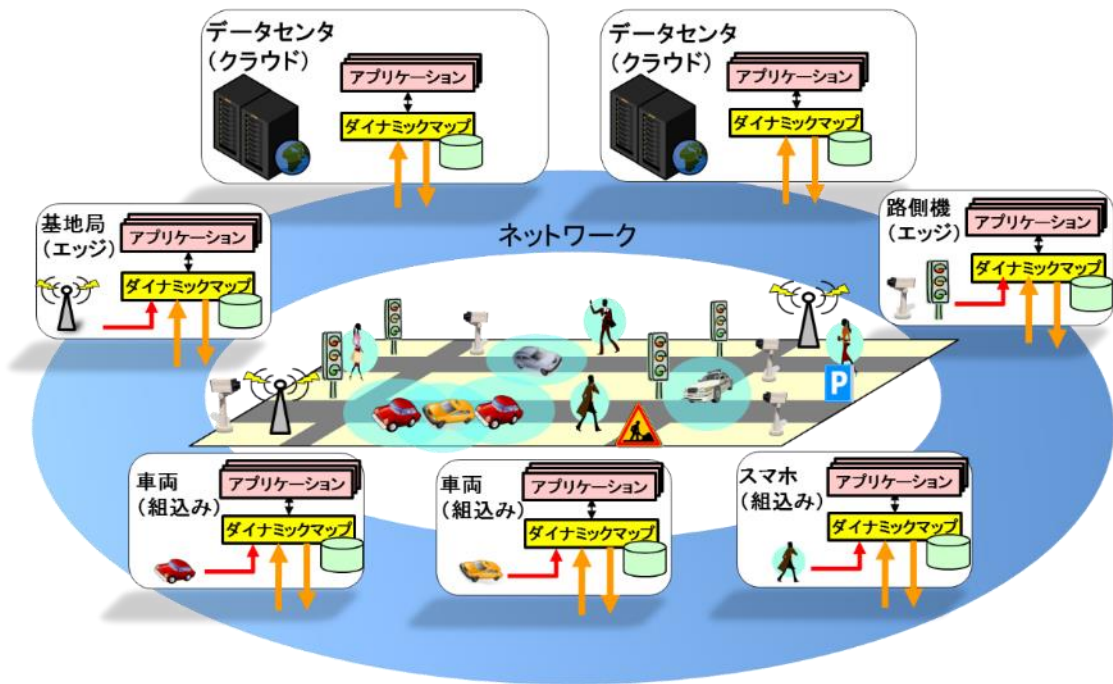 データセンタ
(クラウド)
アプリケーション
ダイナミックマップ
データセンタ
(クラウド)
アプリケーション
ダイナミックマップ
基地局
(エッジ)
アプリケーション
ダイナミックマップ
ネットワーク
路側機
(エッジ)
アプリケーション
ダイナミックマップ
P
車両
(組込み)
アプリケーション
ダイナミックマップ
車両
(組込み)
アプリケーション
ダイナミックマップ
スマホ
(組込み)
アプリケーション
ダイナミックマップ